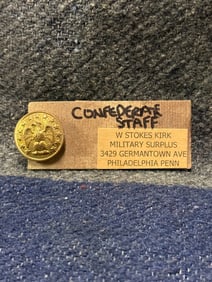 CONFEDERATE
STAFF
W STOKES KIRK
MILITARY SURPLUS
3429 GERMANTOWN AVE
PHILADELPHIA PENN